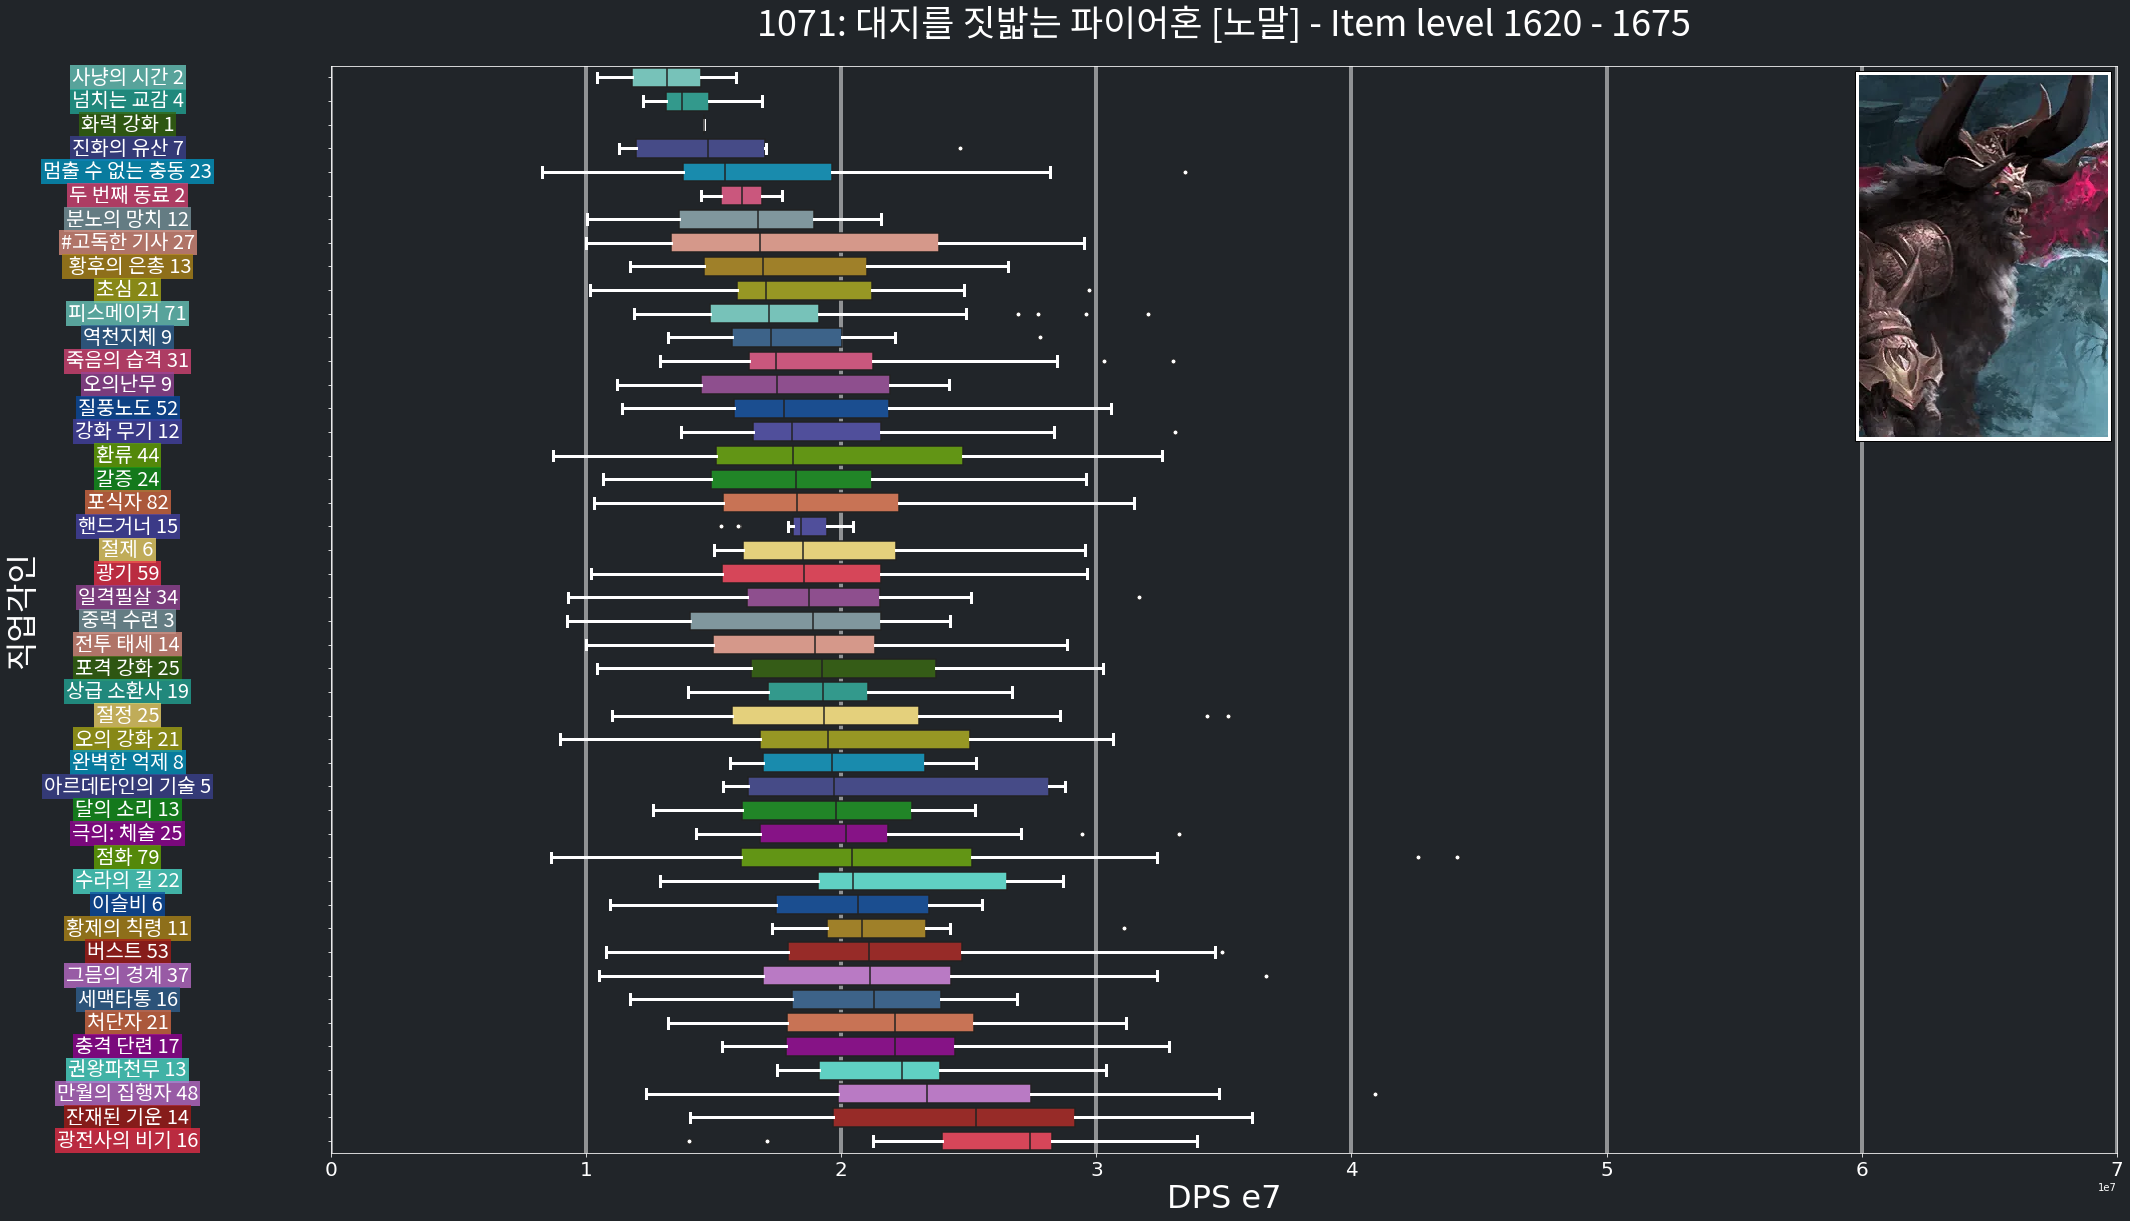 1071: 대지를 짓밟는 파이어혼 [노말] - Item level 1620 - 1675
직업각인
사냥의 시간 2
넘치는 교감 4
화력 강화 1
진화의 유산 7
멈출 수 없는 충동 23
두 번째 동료 2
분노의 망치 12
#고독한 기사 27
황후의 은총 13
초심 21
피스메이커 71
역천지체 9
죽음의 습격 31
오의난무 9
질풍노도 52
강화 무기 12
환류 44
갈증 24
포식자 82
핸드거너 15
절제 6
광기 59
일격필살 34
중력 수련 3
전투 태세 14
포격 강화 25
상급 소환사 19
절정 25
오의 강화 21
완벽한 억제 8
아르데타인의 기술 5
달의 소리 13
극의: 체술 25
점화 79
수라의 길 22
이슬비 6
황제의 칙령 11
버스트 53
그믐의 경계 37
세맥타통 16
처단자 21
충격 단련 17
권왕파천무 13
만월의 집행자 48
잔재된 기운 14
광전사의 비기 16
0 1 2 3 4 5 6 7
1e7
DPS e7